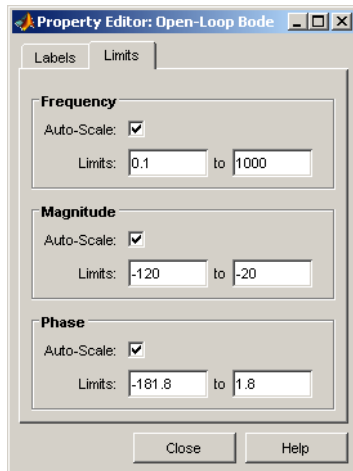 Property Editor: Open-Loop Bode
Labels Limits
Frequency
Auto-Scale:
Limits: 0.1 to 1000
Magnitude
Auto-Scale:
Limits: -120 to -20
Phase
Auto-Scale:
Limits: -181.8 to 1.8
Close Help